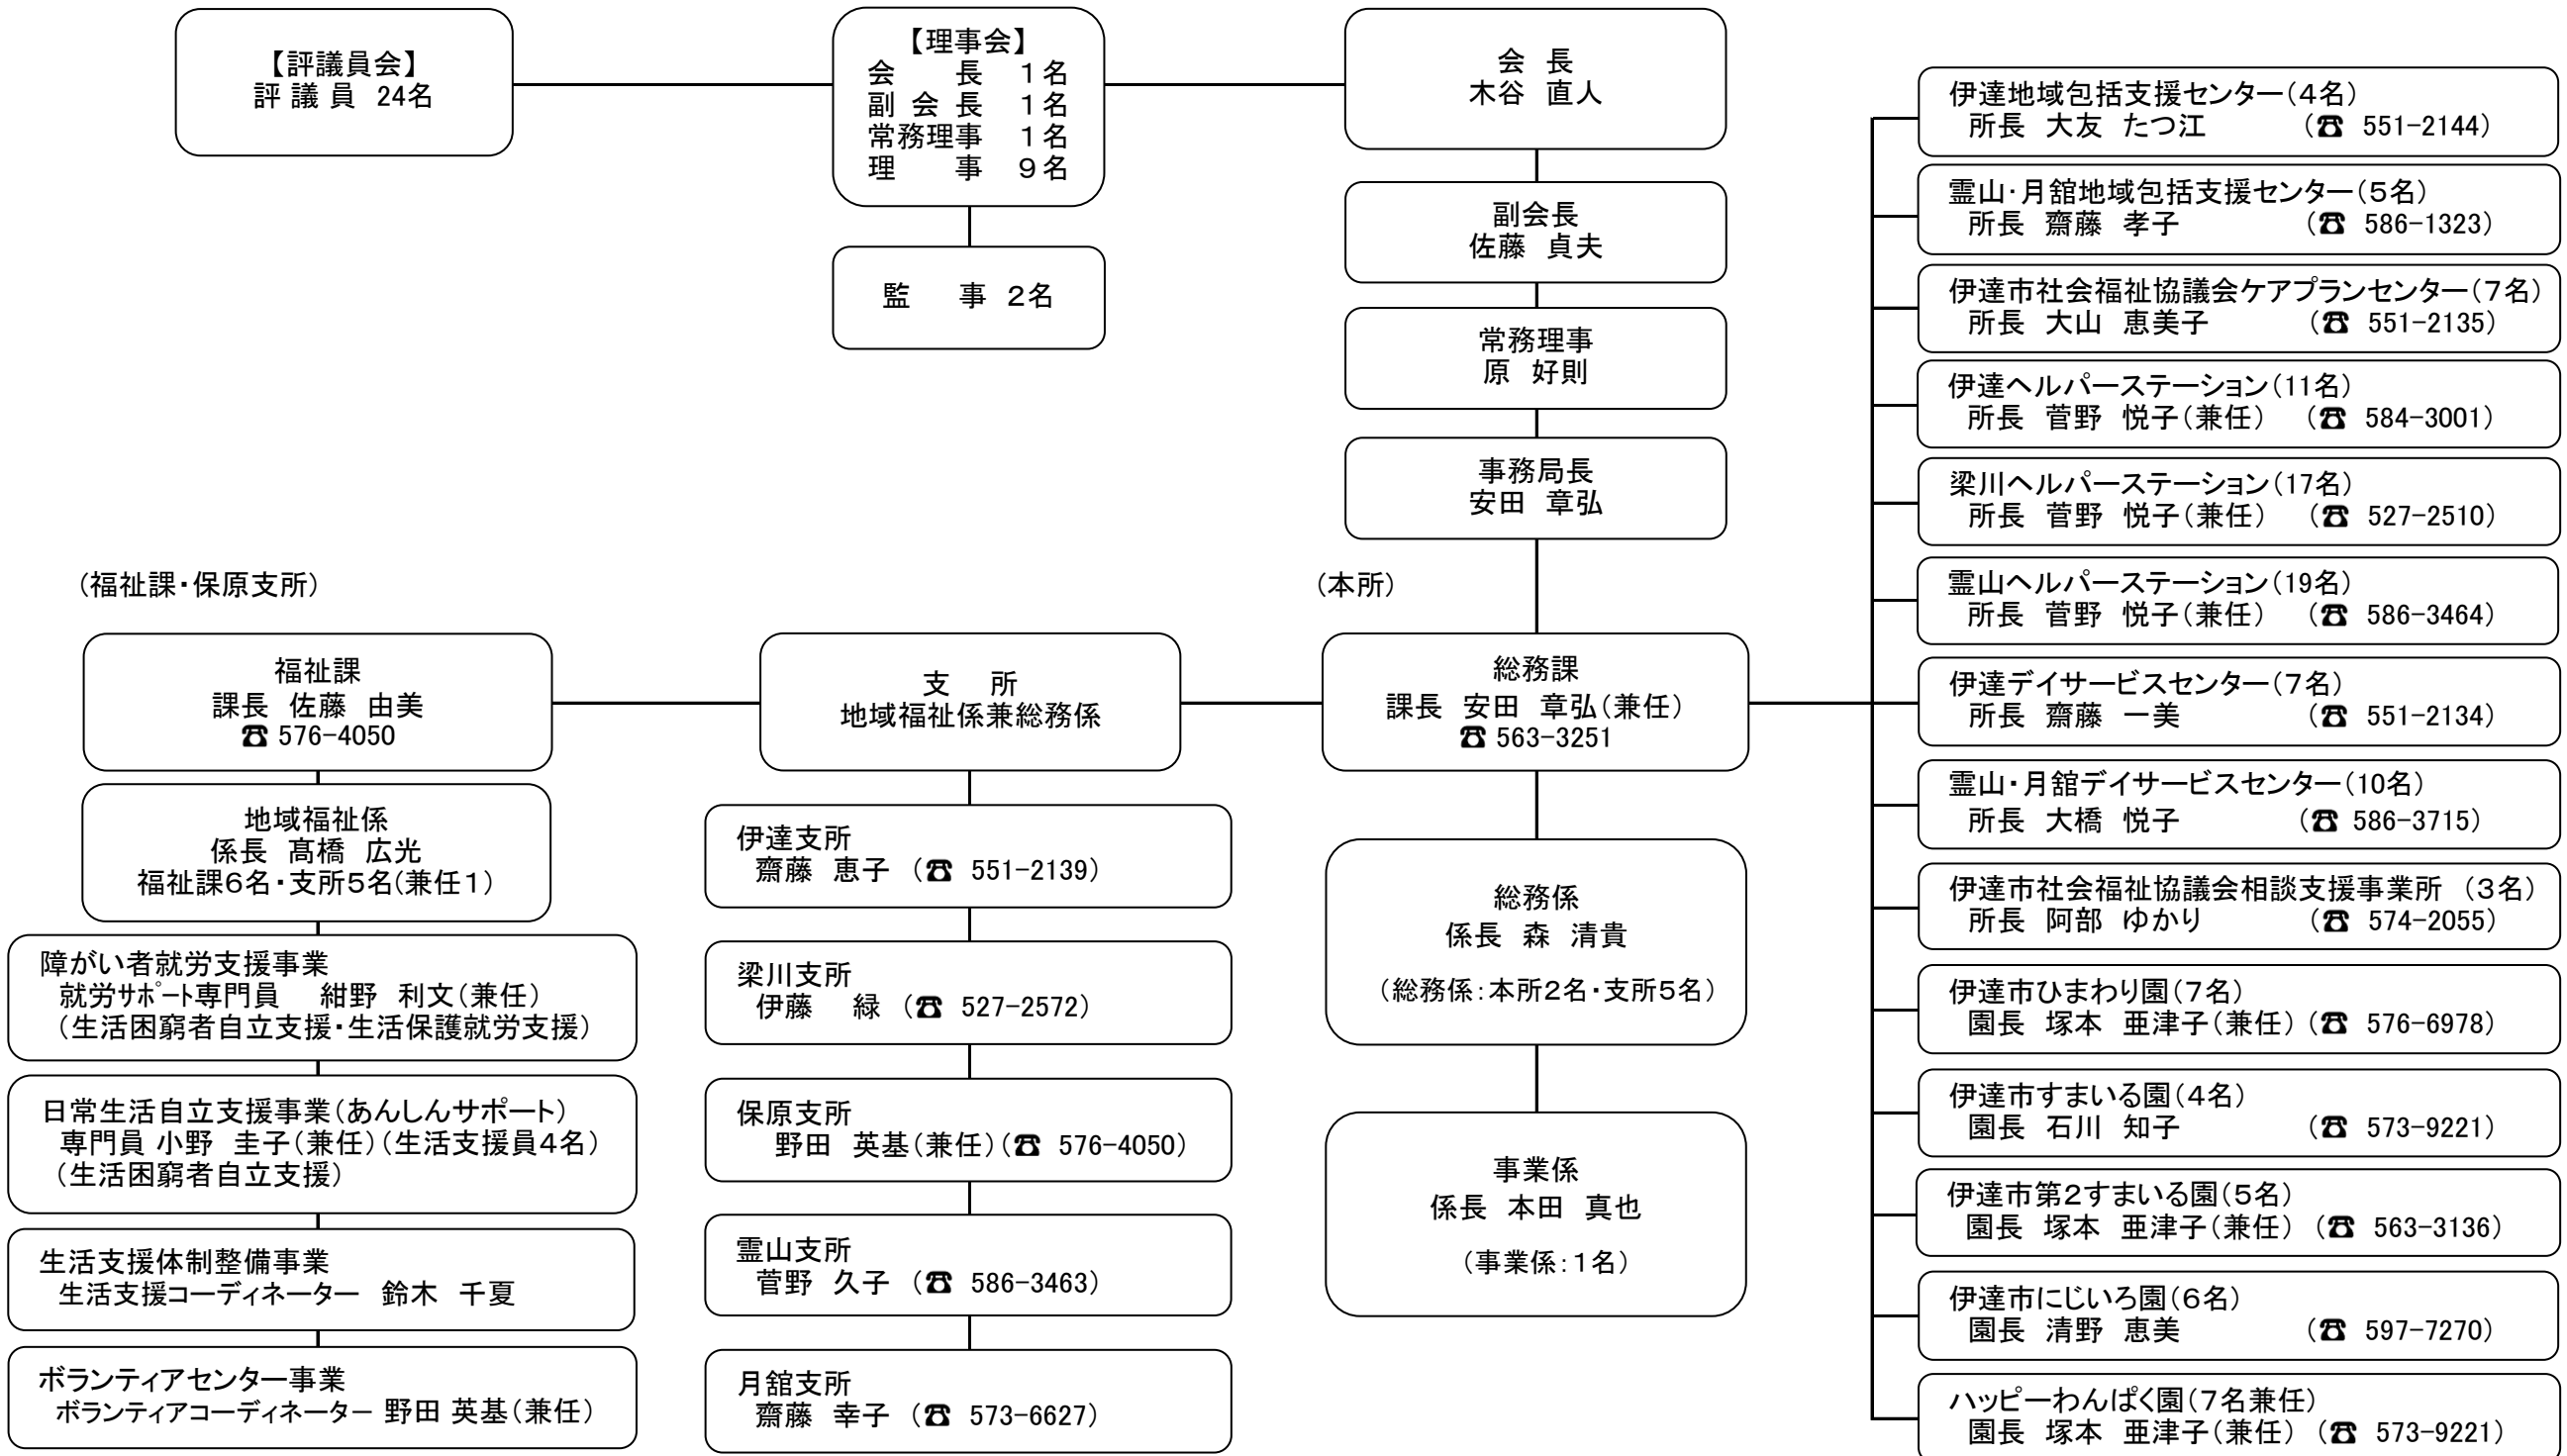 【評議員会】
評 議 員 24名
【理事会】
会 長 1名
副 会 長 1名
常務理事 1名
理 事 9名
監 事 2名
会 長
木谷 直人
副会長
佐藤 貞夫
常務理事
原 好則
事務局長
安田 章弘
(福祉課・保原支所)
(本所)
福祉課
課長 佐藤 由美
☎ 576-4050
地域福祉係
係長 髙橋 広光
福祉課6名・支所5名(兼任1)
障がい者就労支援事業
就労ｻﾎﾟｰﾄ専門員 紺野 利文(兼任)
(生活困窮者自立支援・生活保護就労支援)
日常生活自立支援事業(あんしんサポート)
専門員 小野 圭子(兼任)(生活支援員4名)
(生活困窮者自立支援)
生活支援体制整備事業
生活支援コーディネーター 鈴木 千夏
ボランティアセンター事業
ボランティアコーディネーター 野田 英基(兼任)
支 所
地域福祉係兼総務係
伊達支所
齋藤 恵子 (☎ 551-2139)
梁川支所
伊藤 緑 (☎ 527-2572)
保原支所
野田 英基(兼任)(☎ 576-4050)
霊山支所
菅野 久子 (☎ 586-3463)
月舘支所
齋藤 幸子 (☎ 573-6627)
総務課
課長 安田 章弘(兼任)
☎ 563-3251
総務係
係長 森 清貴
(総務係:本所2名・支所5名)
事業係
係長 本田 真也
(事業係:1名)
伊達地域包括支援センター(4名)
所長 大友 たつ江 (☎ 551-2144)
霊山・月舘地域包括支援センター(5名)
所長 齋藤 孝子 (☎ 586-1323)
伊達市社会福祉協議会ケアプランセンター(7名)
所長 大山 恵美子 (☎ 551-2135)
伊達ヘルパーステーション(11名)
所長 菅野 悦子(兼任) (☎ 584-3001)
梁川ヘルパーステーション(17名)
所長 菅野 悦子(兼任) (☎ 527-2510)
霊山ヘルパーステーション(19名)
所長 菅野 悦子(兼任) (☎ 586-3464)
伊達デイサービスセンター(7名)
所長 齋藤 一美 (☎ 551-2134)
霊山・月舘デイサービスセンター(10名)
所長 大橋 悦子 (☎ 586-3715)
伊達市社会福祉協議会相談支援事業所 (3名)
所長 阿部 ゆかり (☎ 574-2055)
伊達市ひまわり園(7名)
園長 塚本 亜津子(兼任)(☎ 576-6978)
伊達市すまいる園(4名)
園長 石川 知子 (☎ 573-9221)
伊達市第2すまいる園(5名)
園長 塚本 亜津子(兼任) (☎ 563-3136)
伊達市にじいろ園(6名)
園長 清野 恵美 (☎ 597-7270)
ハッピーわんぱく園(7名兼任)
園長 塚本 亜津子(兼任) (☎ 573-9221)